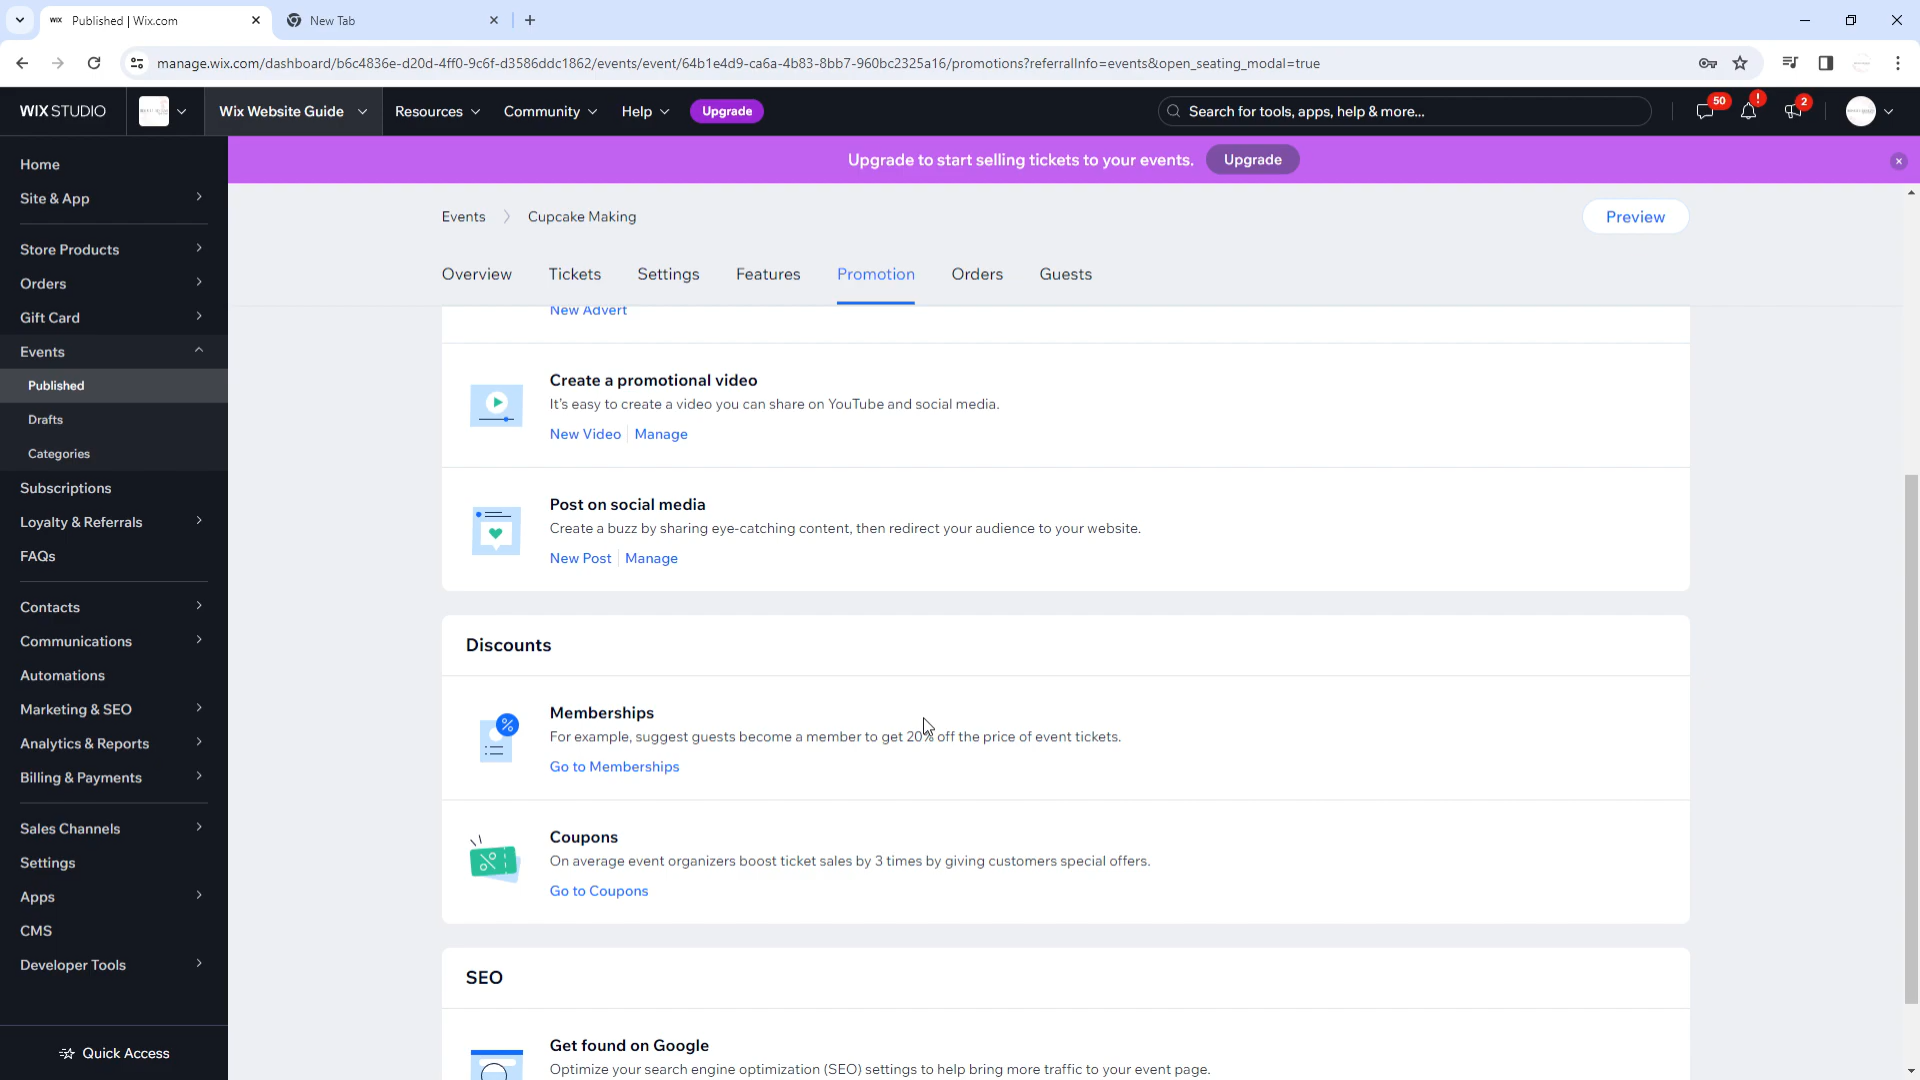 WIX Published | Wix.com
New Tab
manage.wix.com/dashboard/b6c4836e-d20d-4ff0-9c6f-d3586ddc1862/events/event/64b1e4d9-ca6a-4b83-8bb7-960bc2325a16/promotions?referralInfo=events&open_seating_modal=true
WIX STUDIO
Wix Website Guide
Resources
Community
Help
Upgrade
Search for tools, apps, help & more...
50
!
2
Upgrade to start selling tickets to your events.
Upgrade
Home
Site & App
Store Products
Orders
Gift Card
Events
Published
Drafts
Categories
Subscriptions
Loyalty & Referrals
FAQs
Contacts
Communications
Automations
Marketing & SEO
Analytics & Reports
Billing & Payments
Sales Channels
Settings
Apps
CMS
Developer Tools
Quick Access
Events
Cupcake Making
Preview
Overview
Tickets
Settings
Features
Promotion
Orders
Guests
New Advert
Create a promotional video
It's easy to create a video you can share on YouTube and social media.
New Video
Manage
Post on social media
Create a buzz by sharing eye-catching content, then redirect your audience to your website.
New Post
Manage
Discounts
Memberships
For example, suggest guests become a member to get 20% off the price of event tickets.
Go to Memberships
Coupons
On average event organizers boost ticket sales by 3 times by giving customers special offers.
Go to Coupons
SEO
Get found on Google
Optimize your search engine optimization (SEO) settings to help bring more traffic to your event page.